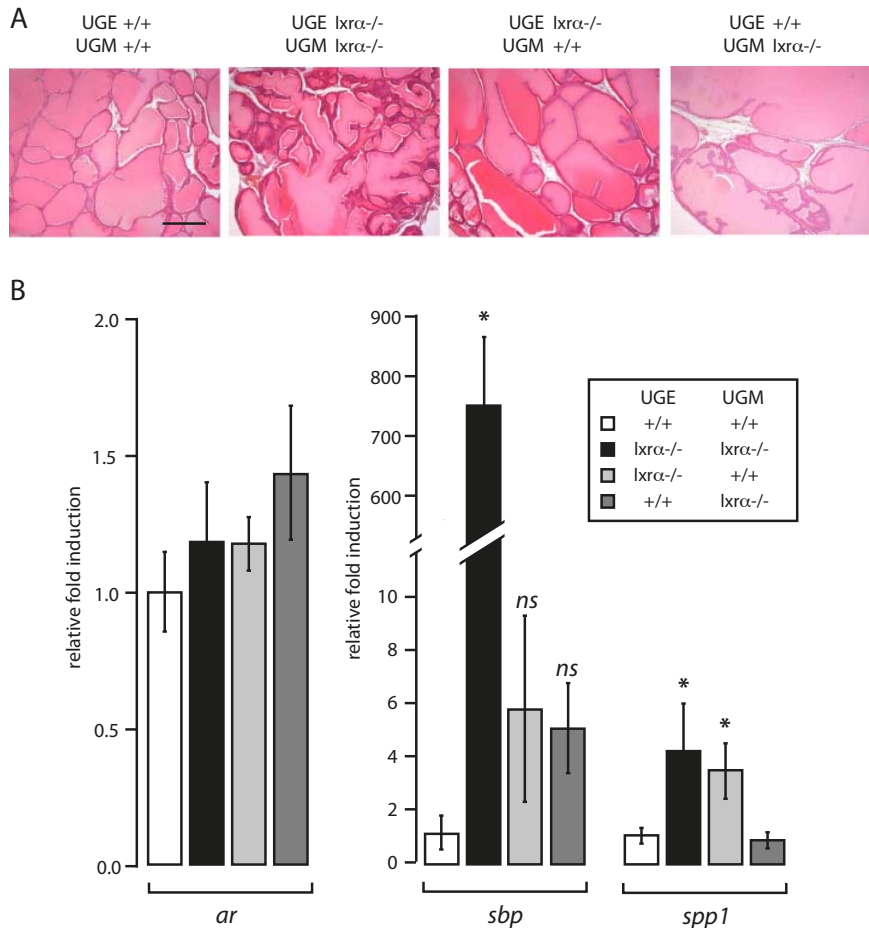 A
UGE +/+
UGM +/+
UGE lxrα-/-
UGM lxrα-/-
UGE lxrα-/-
UGM +/+
UGE +/+
UGM lxrα-/-
B
relative fold induction
2.0
1.5
1.0
0.5
0.0
ar
relative fold induction
900
800
700
600
10
8
6
4
2
0
*
ns
ns
sbp
*
*
spp1
UGE UGM
+/+ +/+
lxrα-/- lxrα-/-
lxrα-/- +/+
+/+ lxrα-/-